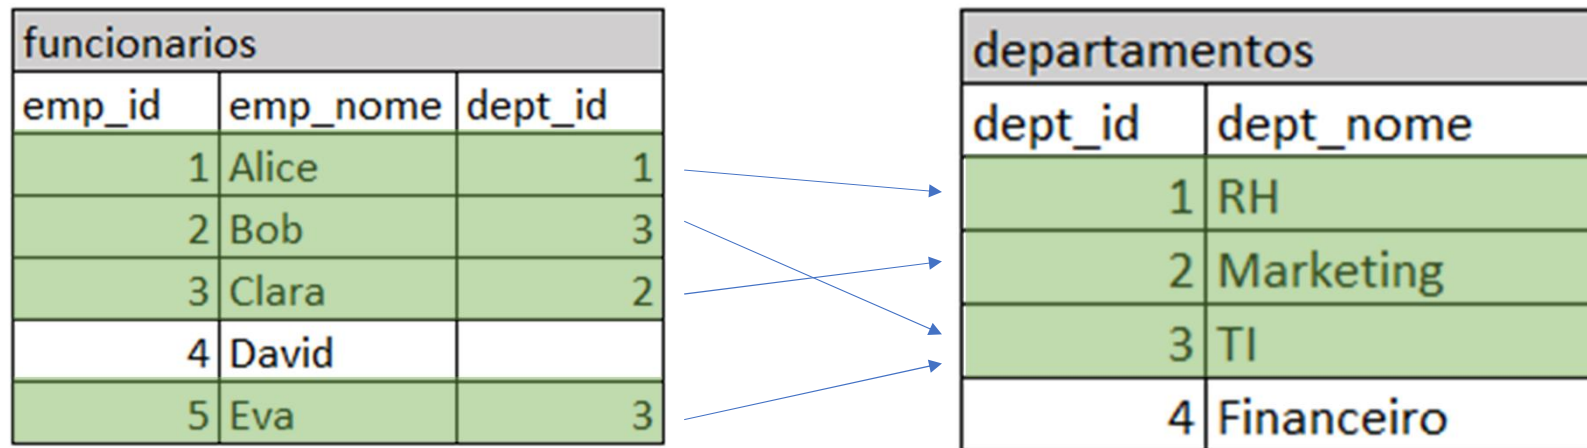 funcionarios
emp_id emp_nome dept_id
1 Alice 1
2 Bob 3
3 Clara 2
4 David
5 Eva 3
departamentos
dept_id dept_nome
1 RH
2 Marketing
3 TI
4 Financeiro